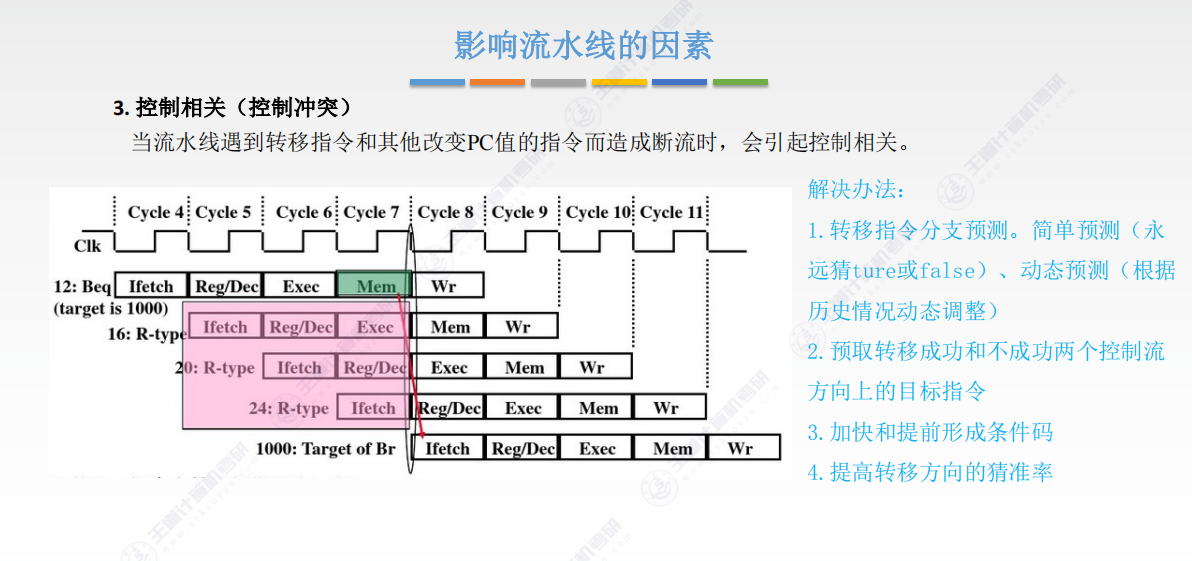 影响流水线的因素
3. 控制相关（控制冲突）
当流水线遇到转移指令和其他改变PC值的指令而造成断流时，会引起控制相关。
Cycle 4 Cycle 5 Cycle 6 Cycle 7 Cycle 8 Cycle 9 Cycle 10 Cycle 11
Clk
12: Beq Ifetch Reg/Dec Exec Mem Wr
(target is 1000)
16: R-type Ifetch Reg/Dec Exec Mem Wr
20: R-type Ifetch Reg/Dec Exec Mem Wr
24: R-type Ifetch Reg/Dec Exec Mem Wr
1000: Target of Br Ifetch Reg/Dec Exec Mem Wr
解决办法：
1.转移指令分支预测。简单预测（永
远猜ture或false）、动态预测（根据
历史情况动态调整）
2.预取转移成功和不成功两个控制流
方向上的目标指令
3.加快和提前形成条件码
4.提高转移方向的猜准率
王道计算机考研